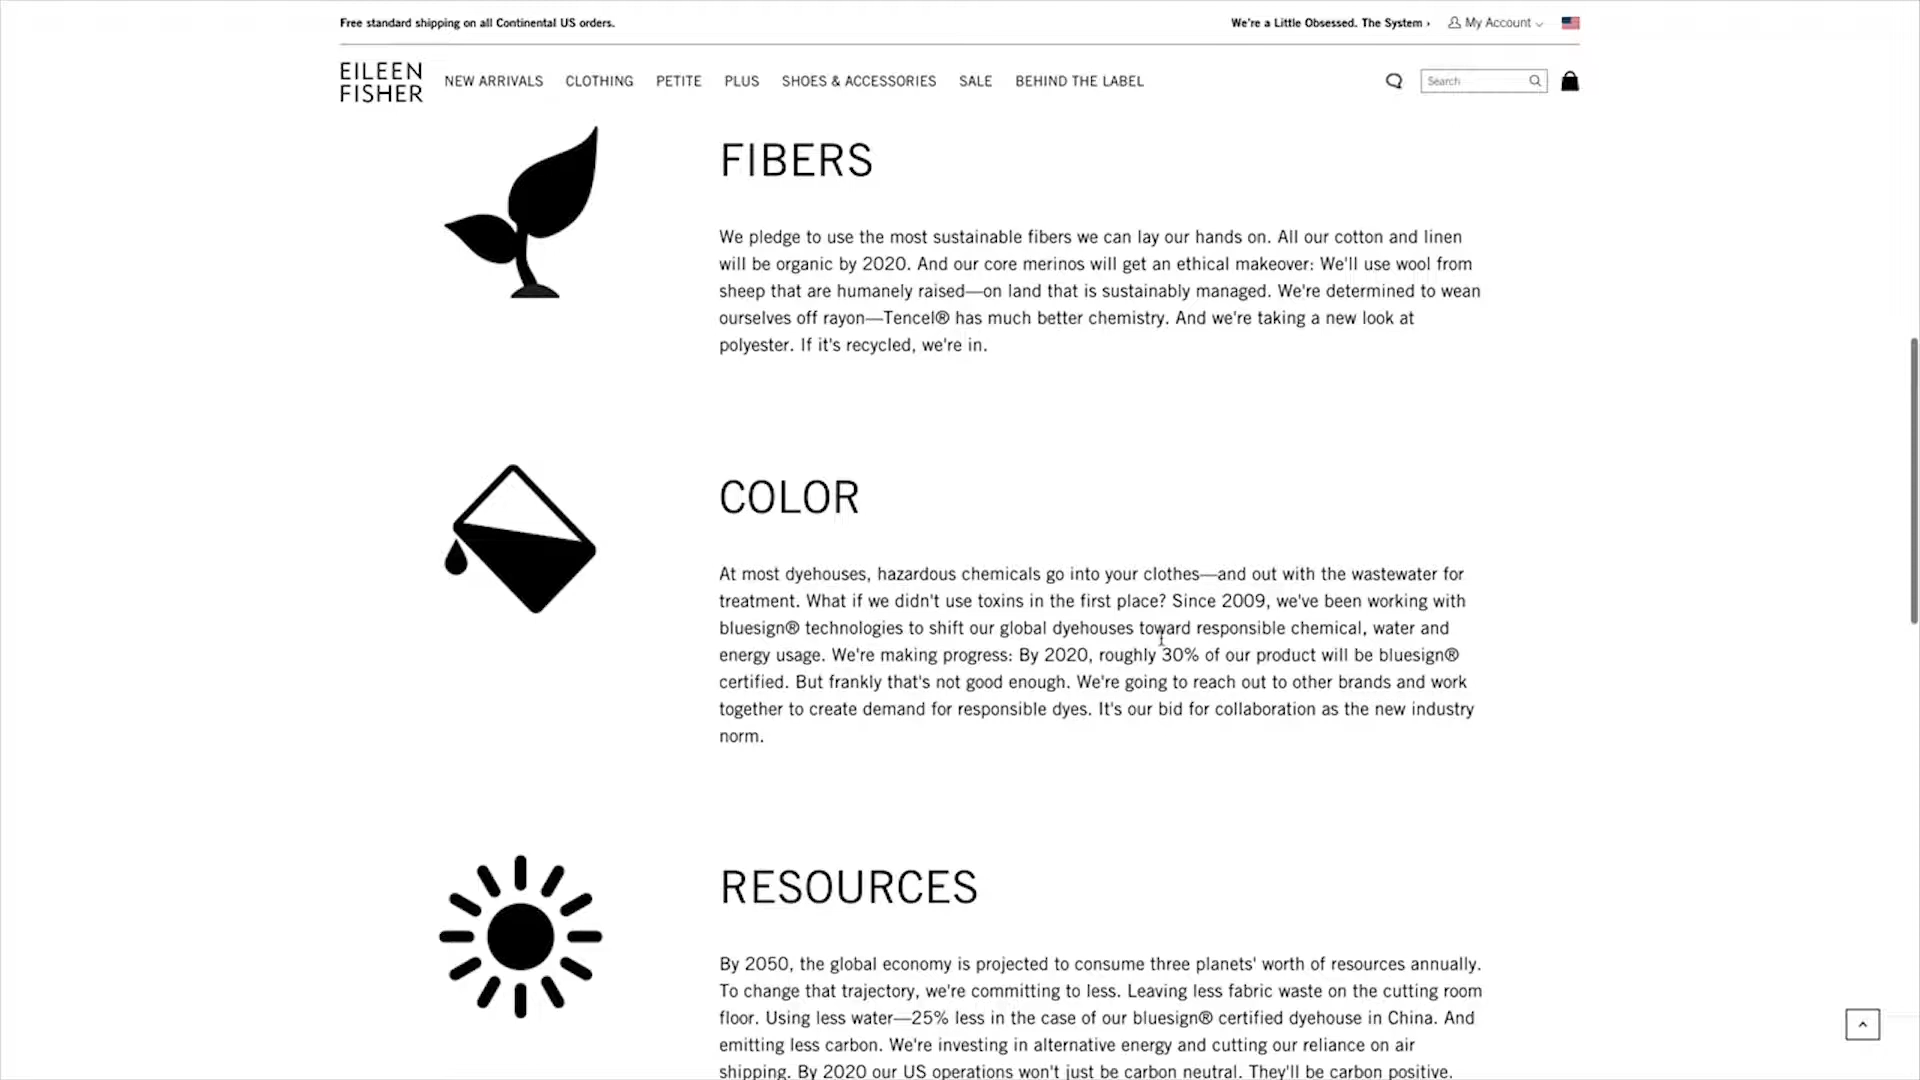 Free standard shipping on all Continental US orders.
We're a Little Obsessed. The System ›
My Account
EILEEN
FISHER
NEW ARRIVALS
CLOTHING
PETITE
PLUS
SHOES & ACCESSORIES
SALE
BEHIND THE LABEL
Search
FIBERS
We pledge to use the most sustainable fibers we can lay our hands on. All our cotton and linen
will be organic by 2020. And our core merinos will get an ethical makeover: We'll use wool from
sheep that are humanely raised—on land that is sustainably managed. We're determined to wean
ourselves off rayon—Tencel® has much better chemistry. And we're taking a new look at
polyester. If it's recycled, we're in.
COLOR
At most dyehouses, hazardous chemicals go into your clothes—and out with the wastewater for
treatment. What if we didn't use toxins in the first place? Since 2009, we've been working with
bluesign® technologies to shift our global dyehouses toward responsible chemical, water and
energy usage. We're making progress: By 2020, roughly 30% of our product will be bluesign®
certified. But frankly that's not good enough. We're going to reach out to other brands and work
together to create demand for responsible dyes. It's our bid for collaboration as the new industry
norm.
RESOURCES
By 2050, the global economy is projected to consume three planets' worth of resources annually.
To change that trajectory, we're committing to less. Leaving less fabric waste on the cutting room
floor. Using less water—25% less in the case of our bluesign® certified dyehouse in China. And
emitting less carbon. We're investing in alternative energy and cutting our reliance on air
shipping. By 2020 our US operations won't just be carbon neutral. They'll be carbon positive.